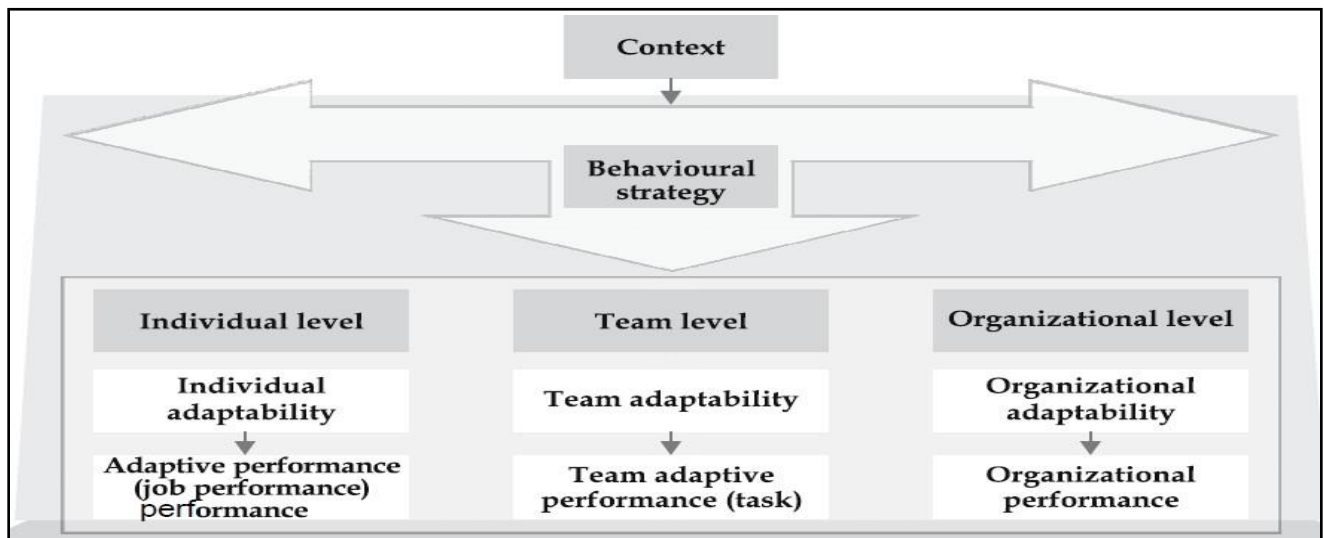 Context
Behavioural
strategy
Individual level
Team level
Organizational level
Individual
adaptability
Team adaptability
Organizational
adaptability
Adaptive performance
(job performance)
performance
Team adaptive
performance (task)
Organizational
performance